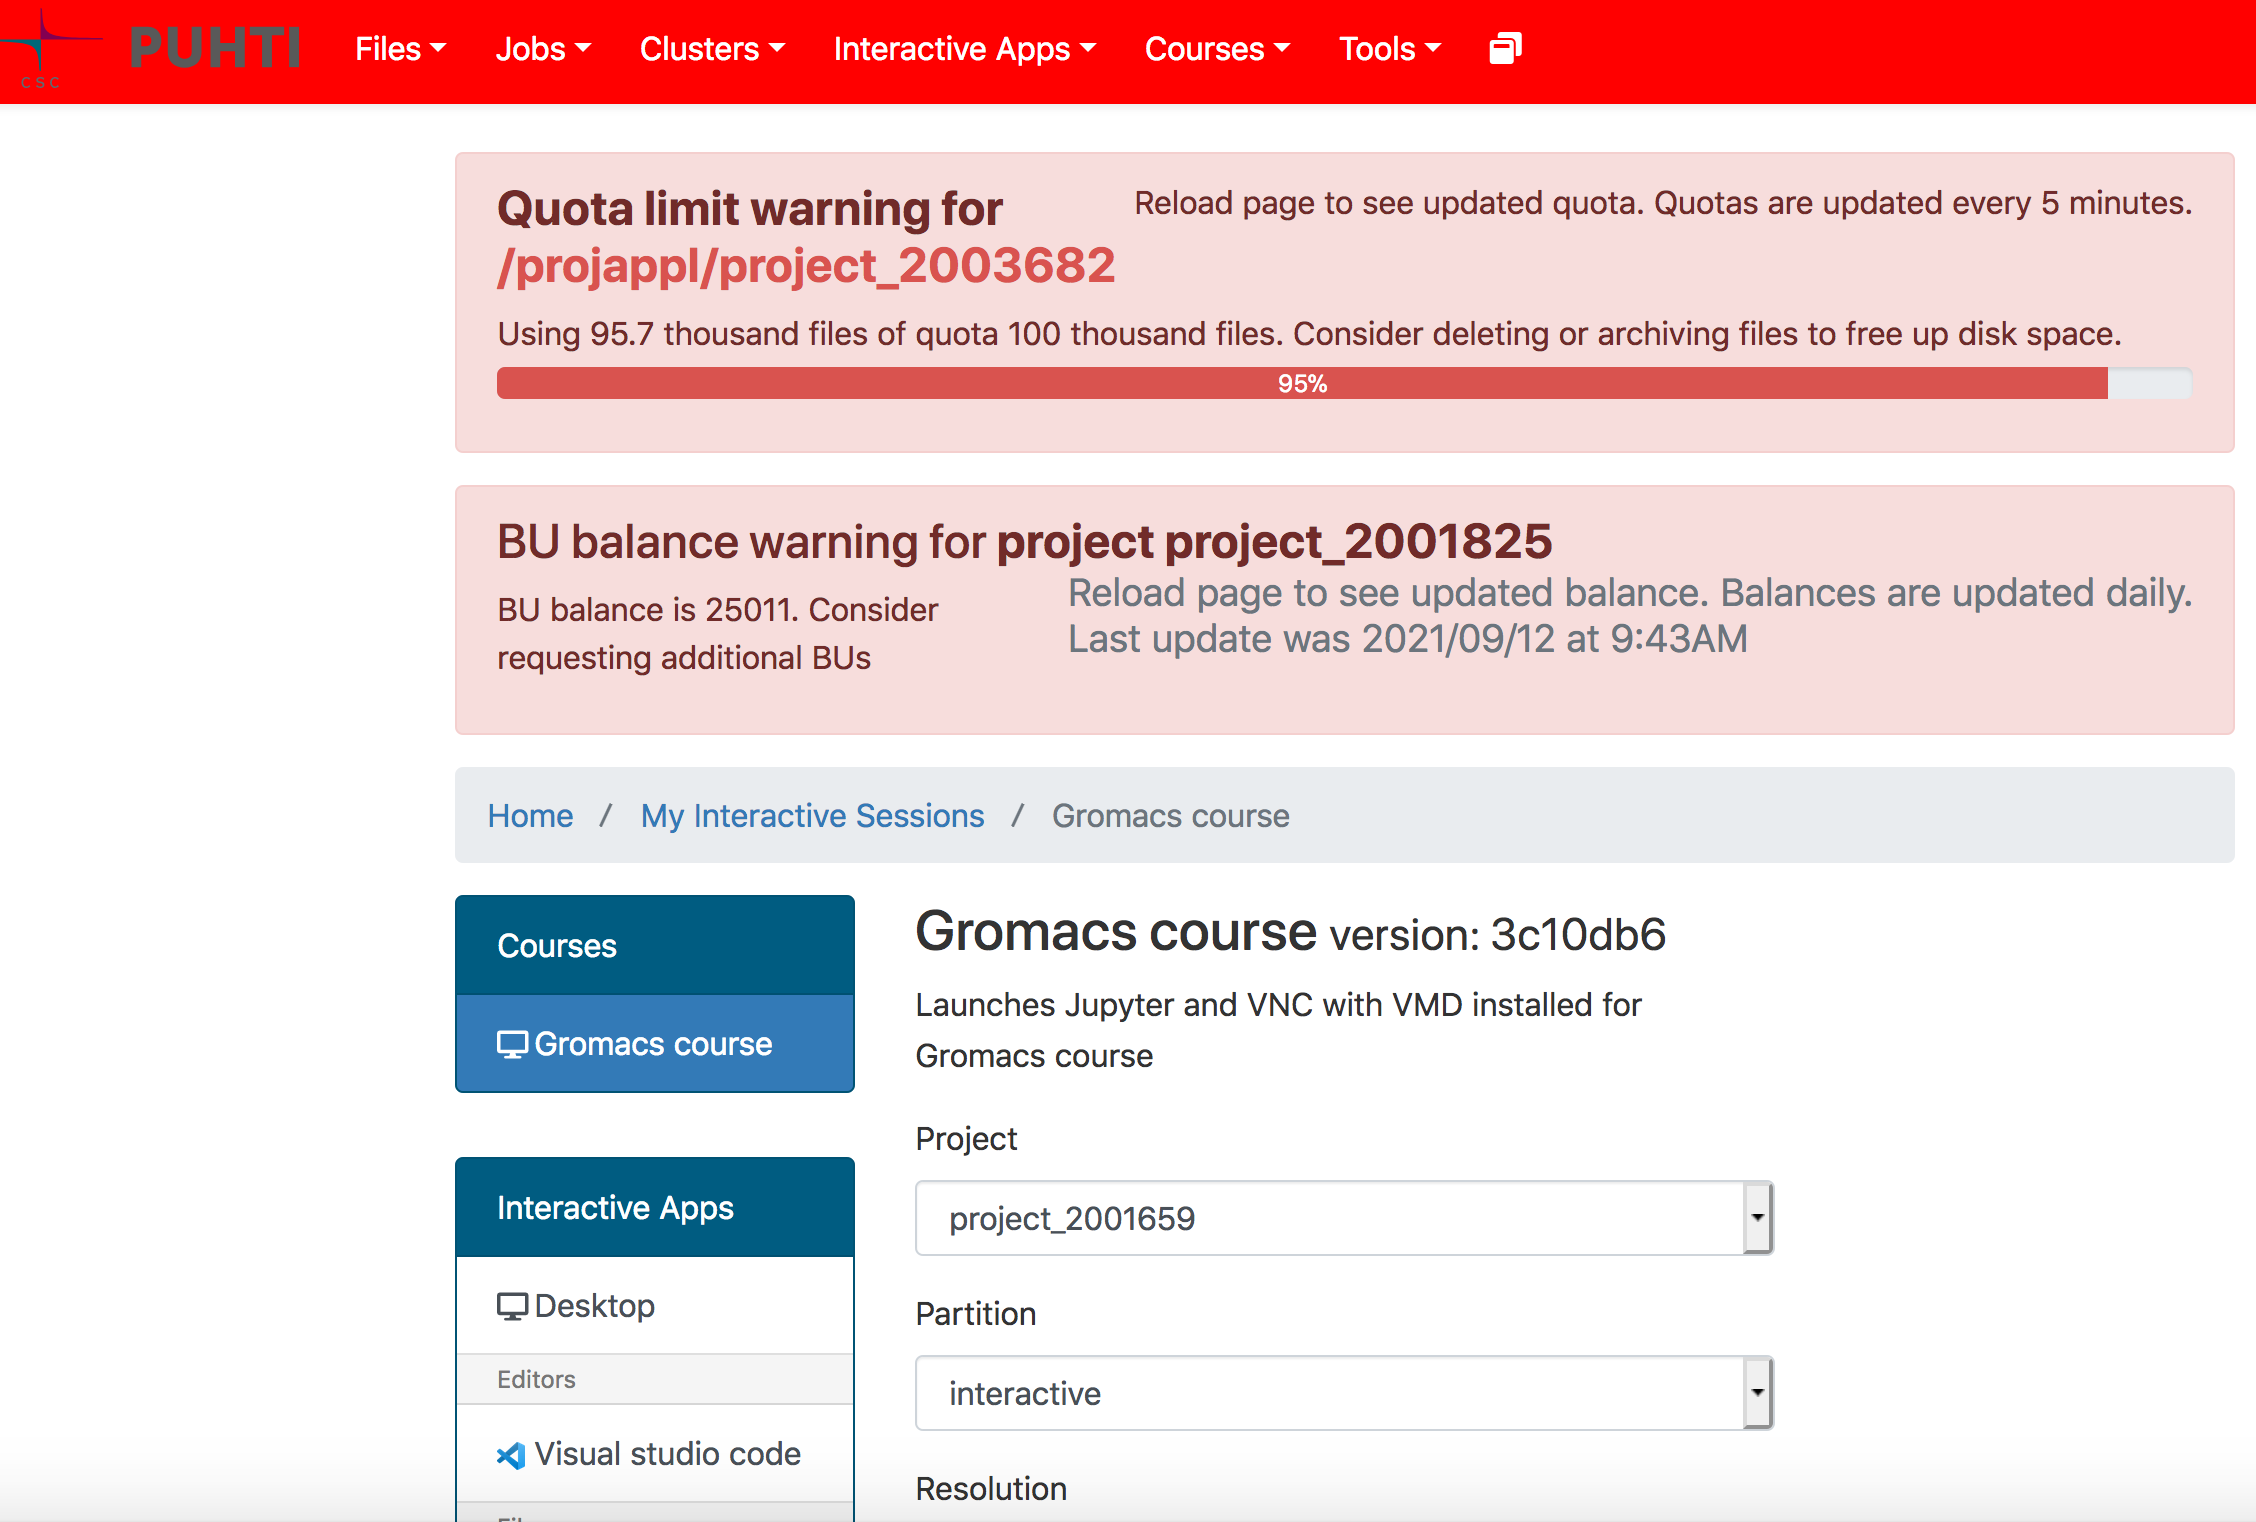 CSC
PUHTI Files Jobs Clusters Interactive Apps Courses Tools
Quota limit warning for
/projappl/project_2003682
Reload page to see updated quota. Quotas are updated every 5 minutes.
Using 95.7 thousand files of quota 100 thousand files. Consider deleting or archiving files to free up disk space.
95%
BU balance warning for project project_2001825
BU balance is 25011. Consider
requesting additional BUs
Reload page to see updated balance. Balances are updated daily.
Last update was 2021/09/12 at 9:43AM
Home / My Interactive Sessions / Gromacs course
Courses
Gromacs course
Interactive Apps
Desktop
Editors
Visual studio code
Gromacs course version: 3c10db6
Launches Jupyter and VNC with VMD installed for
Gromacs course
Project
project_2001659
Partition
interactive
Resolution